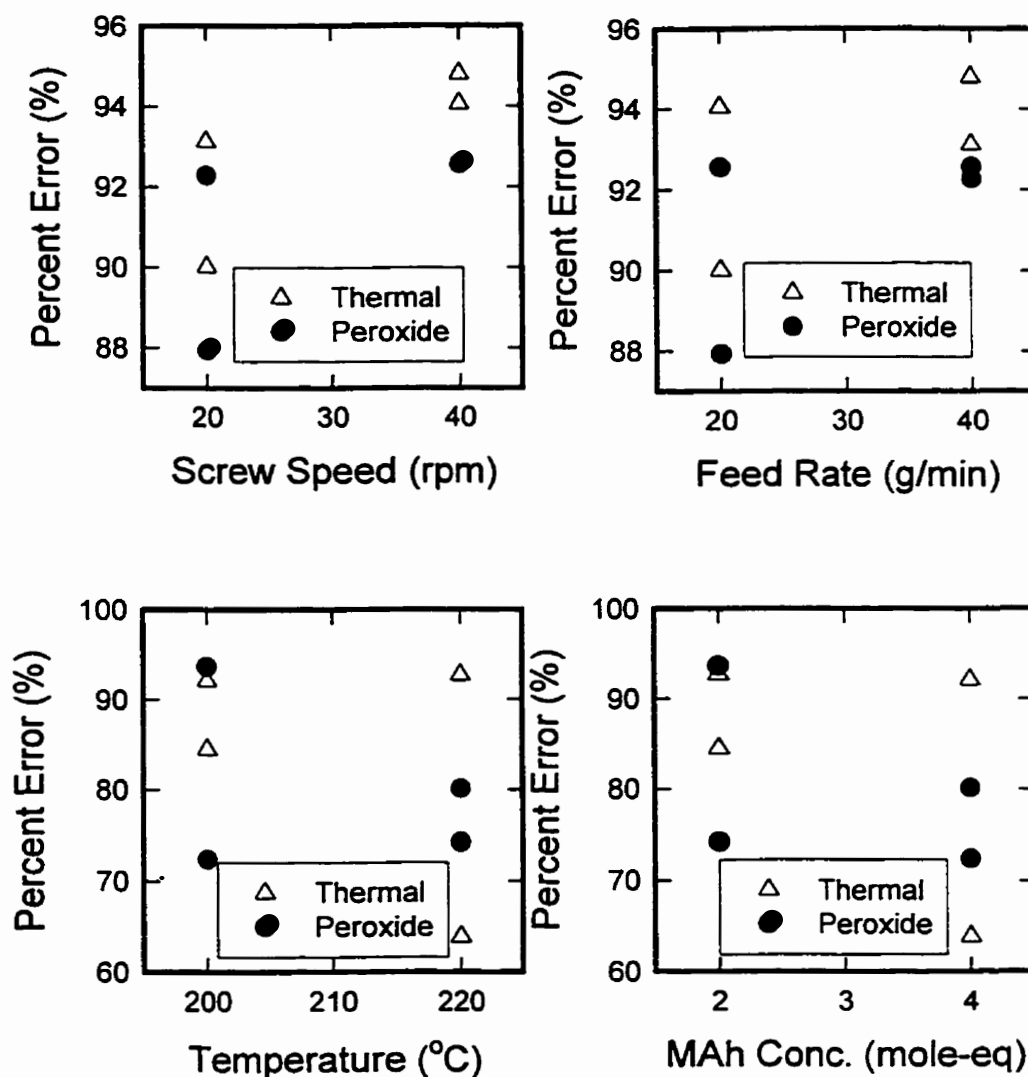 96
94
92
90
88
Percent Error (%)
Thermal
Peroxide
20
30
40
Screw Speed (rpm)
96
94
92
90
88
Percent Error (%)
Thermal
Peroxide
20
30
40
Feed Rate (g/min)
100
90
80
70
60
Percent Error (%)
Thermal
Peroxide
200
210
220
Temperature (°C)
100
90
80
70
60
Percent Error (%)
Thermal
Peroxide
2
3
4
MAh Conc. (mole-eq)